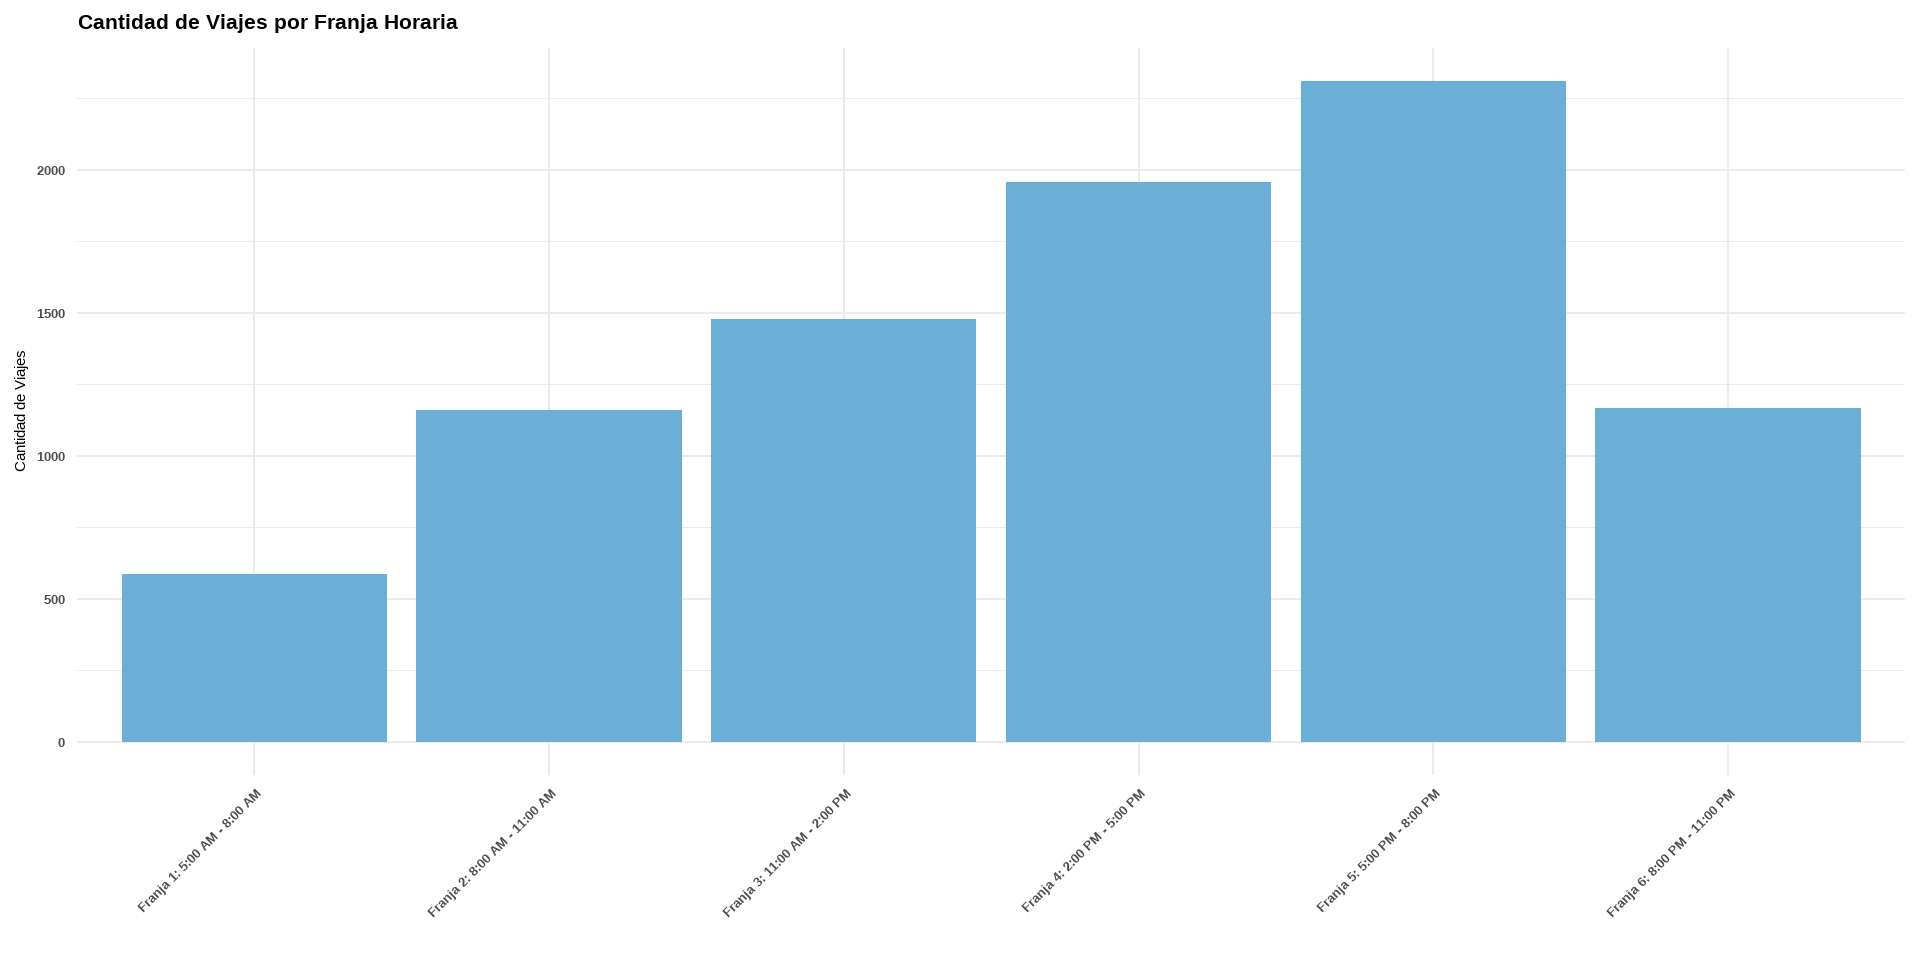 Cantidad de Viajes por Franja Horaria
Cantidad de Viajes
2000
1500
1000
500
0
Franja 1: 5:00 AM - 8:00 AM
Franja 2: 8:00 AM - 11:00 AM
Franja 3: 11:00 AM - 2:00 PM
Franja 4: 2:00 PM - 5:00 PM
Franja 5: 5:00 PM - 8:00 PM
Franja 6: 8:00 PM - 11:00 PM